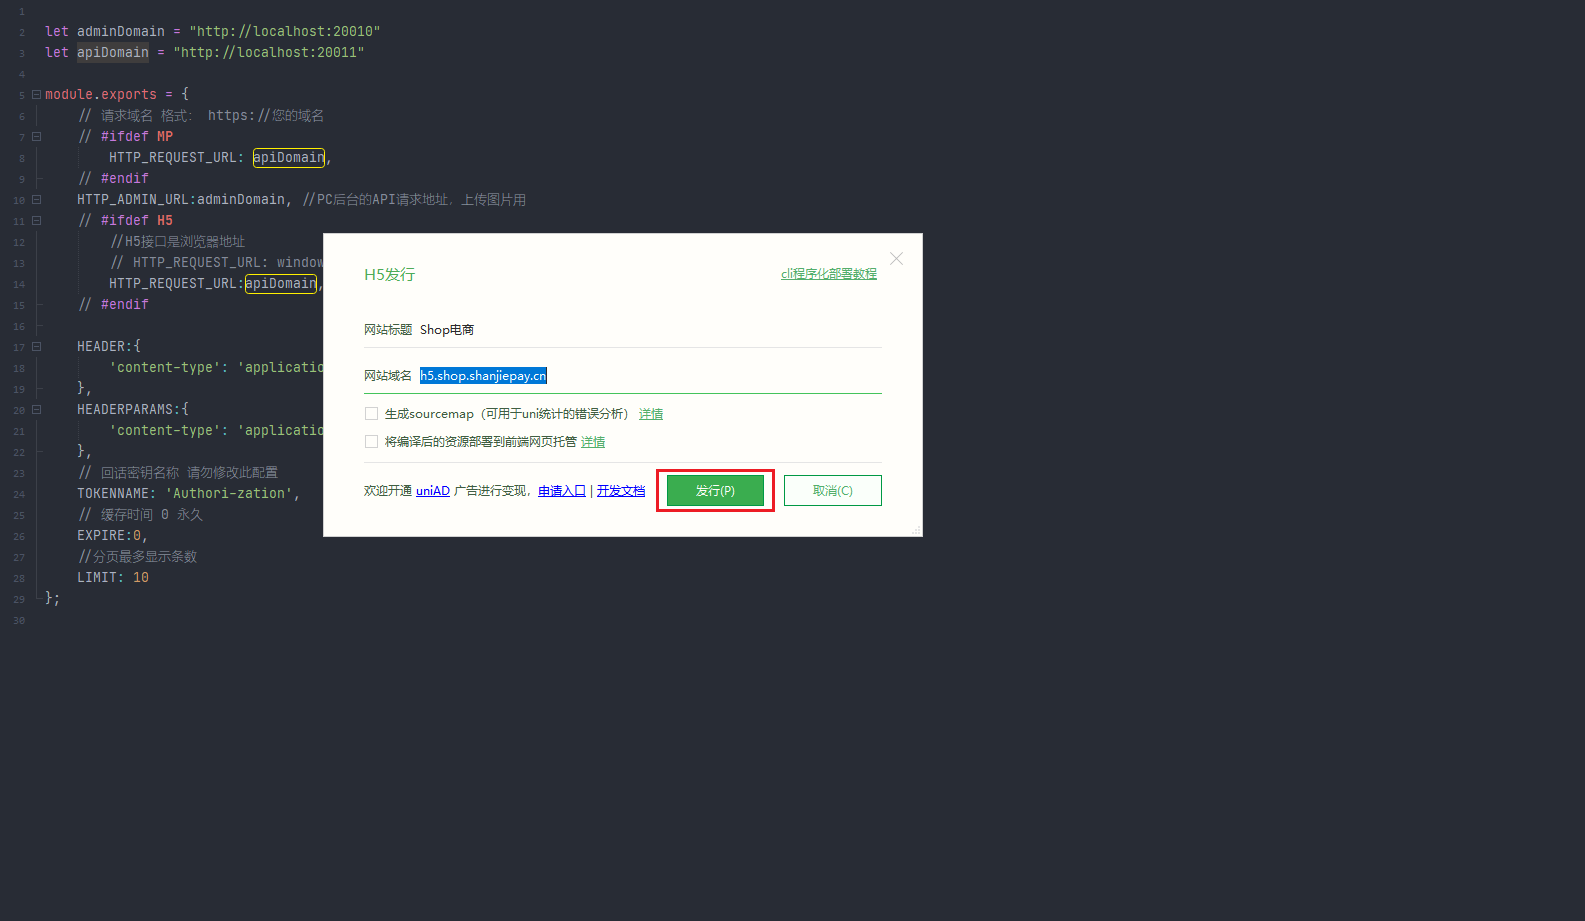 1
2 let adminDomain = "http://localhost:20010"
3 let apiDomain = "http://localhost:20011"
4
5 module.exports = {
6 // 请求域名 格式： https://您的域名
7 // #ifdef MP
8 HTTP_REQUEST_URL: apiDomain,
9 // #endif
10 HTTP_ADMIN_URL:adminDomain, //PC后台的API请求地址，上传图片用
11 // #ifdef H5
12 //H5接口是浏览器地址
13 // HTTP_REQUEST_URL: window
14 HTTP_REQUEST_URL:apiDomain,
15 // #endif
16
17 HEADER:{
18 'content-type': 'applicatio
19 },
20 HEADERPARAMS:{
21 'content-type': 'applicatio
22 },
23 // 回话密钥名称 请勿修改此配置
24 TOKENNAME: 'Authori-zation',
25 // 缓存时间 0 永久
26 EXPIRE:0,
27 //分页最多显示条数
28 LIMIT: 10
29 };
30
H5发行 cli程序化部署教程
网站标题 Shop电商
网站域名 h5.shop.shanjiepay.cn
生成sourcemap（可用于uni统计的错误分析） 详情
将编译后的资源部署到前端网页托管 详情
欢迎开通 uniAD 广告进行变现，申请入口 | 开发文档 发行(P) 取消(C)